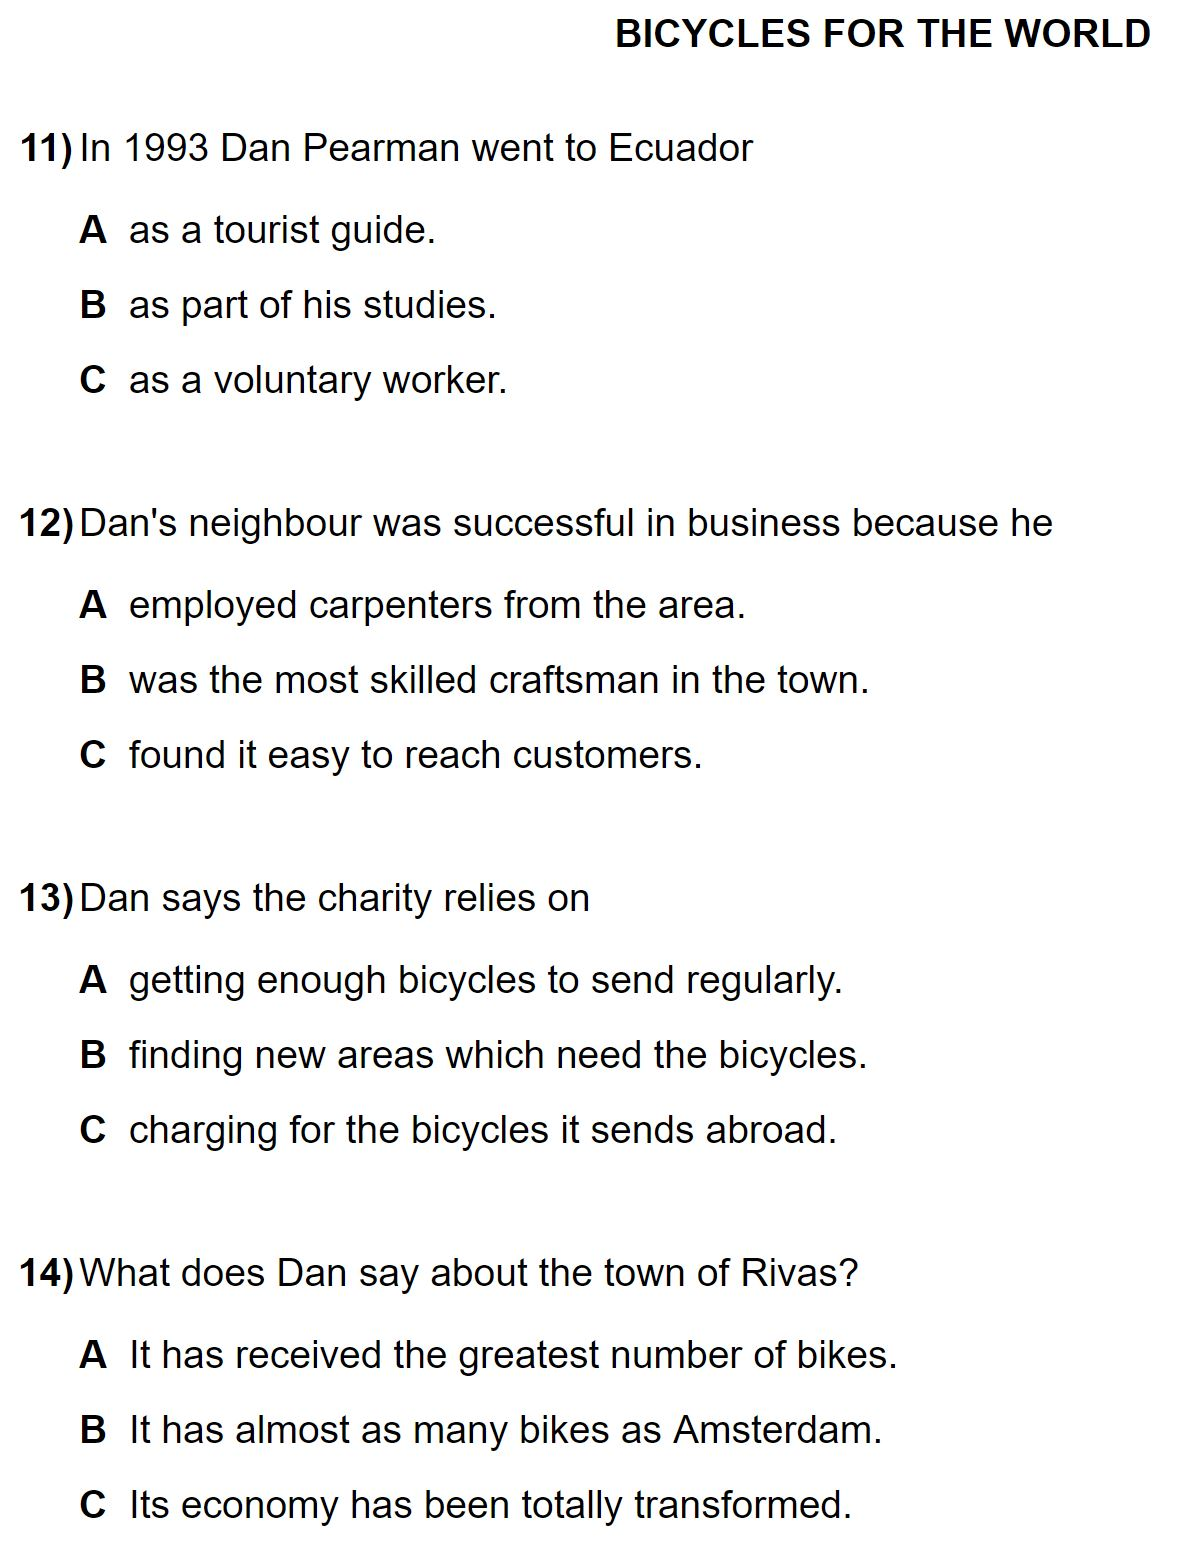 BICYCLES FOR THE WORLD
11) In 1993 Dan Pearman went to Ecuador
A as a tourist guide.
B as part of his studies.
C as a voluntary worker.
12) Dan's neighbour was successful in business because he
A employed carpenters from the area.
B was the most skilled craftsman in the town.
C found it easy to reach customers.
13) Dan says the charity relies on
A getting enough bicycles to send regularly.
B finding new areas which need the bicycles.
C charging for the bicycles it sends abroad.
14) What does Dan say about the town of Rivas?
A It has received the greatest number of bikes.
B It has almost as many bikes as Amsterdam.
C Its economy has been totally transformed.